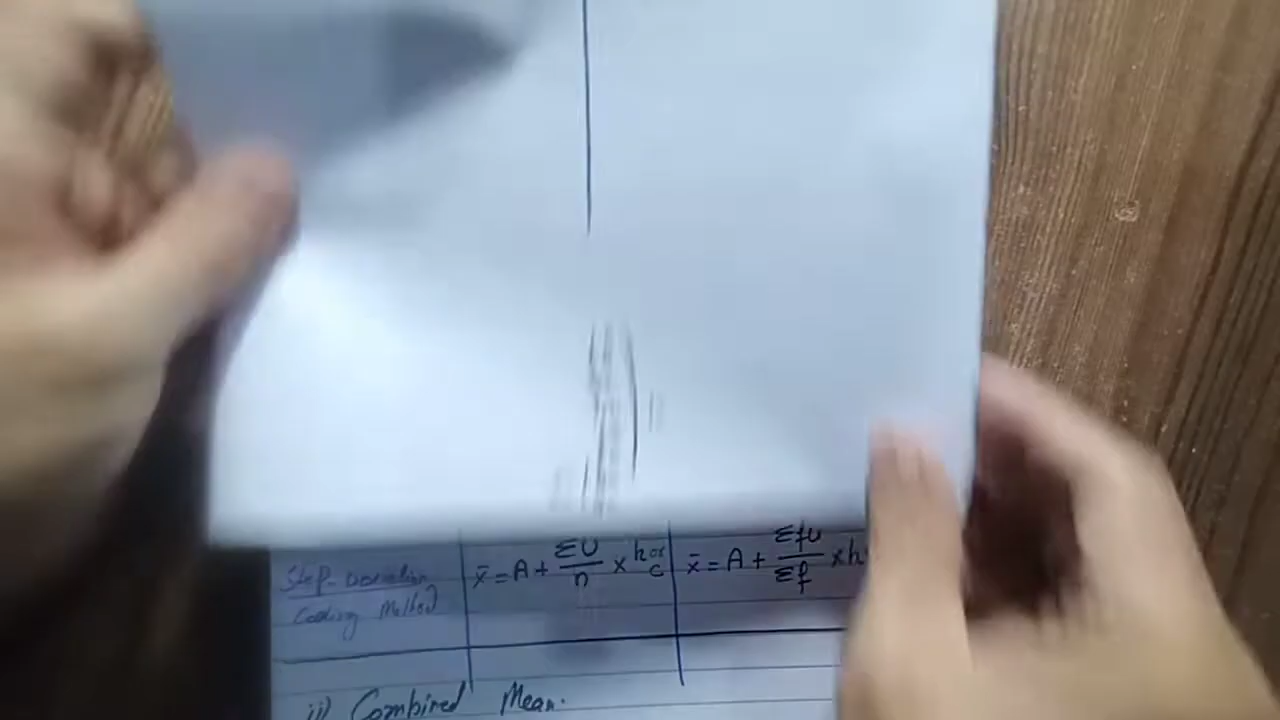 Step-Deviation x̄ = A + ΣU/n × h or c x̄ = A + Σfu/Σf × h
Coding Method
ii) Combined Mean.